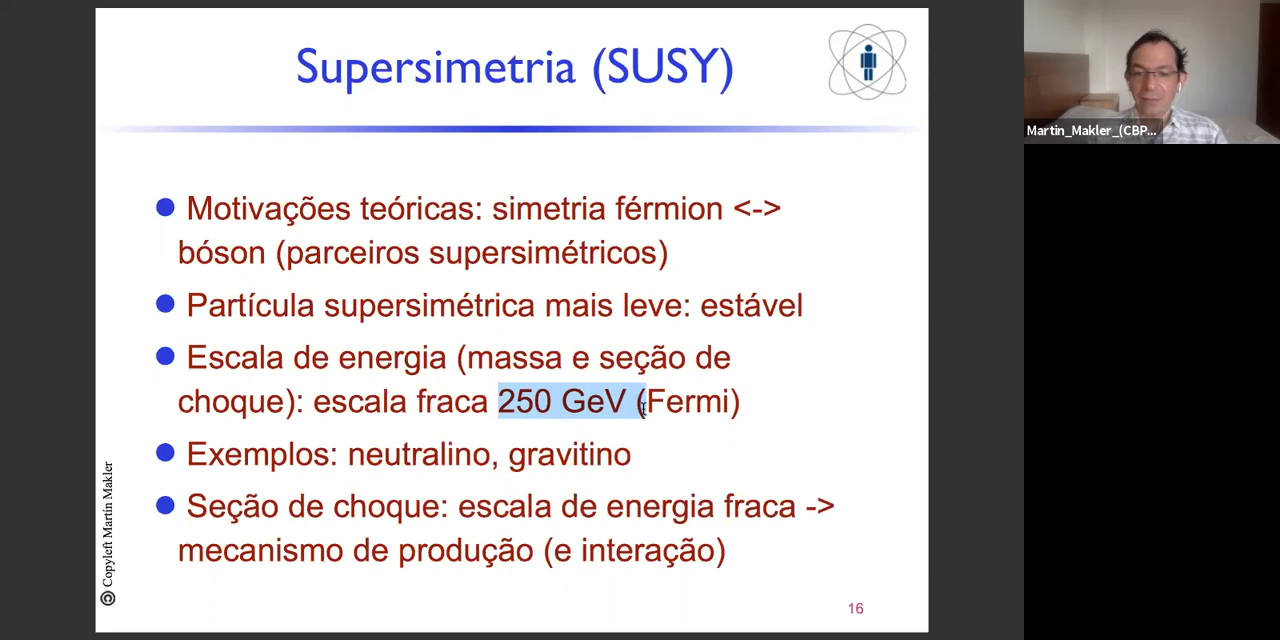 Supersimetria (SUSY)
Motivações teóricas: simetria férmion <->
bóson (parceiros supersimétricos)
Partícula supersimétrica mais leve: estável
Escala de energia (massa e seção de
choque): escala fraca 250 GeV (Fermi)
Exemplos: neutralino, gravitino
Seção de choque: escala de energia fraca ->
mecanismo de produção (e interação)
Copyleft Martín Makler
16
Martin_Makler_(CBP...